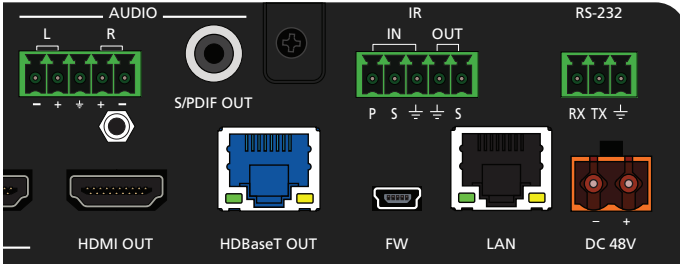 AUDIO
L R
− + ⏚ + −
S/PDIF OUT
IR
IN OUT
P S ⏚ ⏚ S
RS-232
RX TX ⏚
HDMI OUT
HDBaseT OUT
FW
LAN
− +
DC 48V